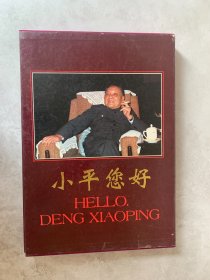 小平您好
HELLO,
DENG XIAOPING